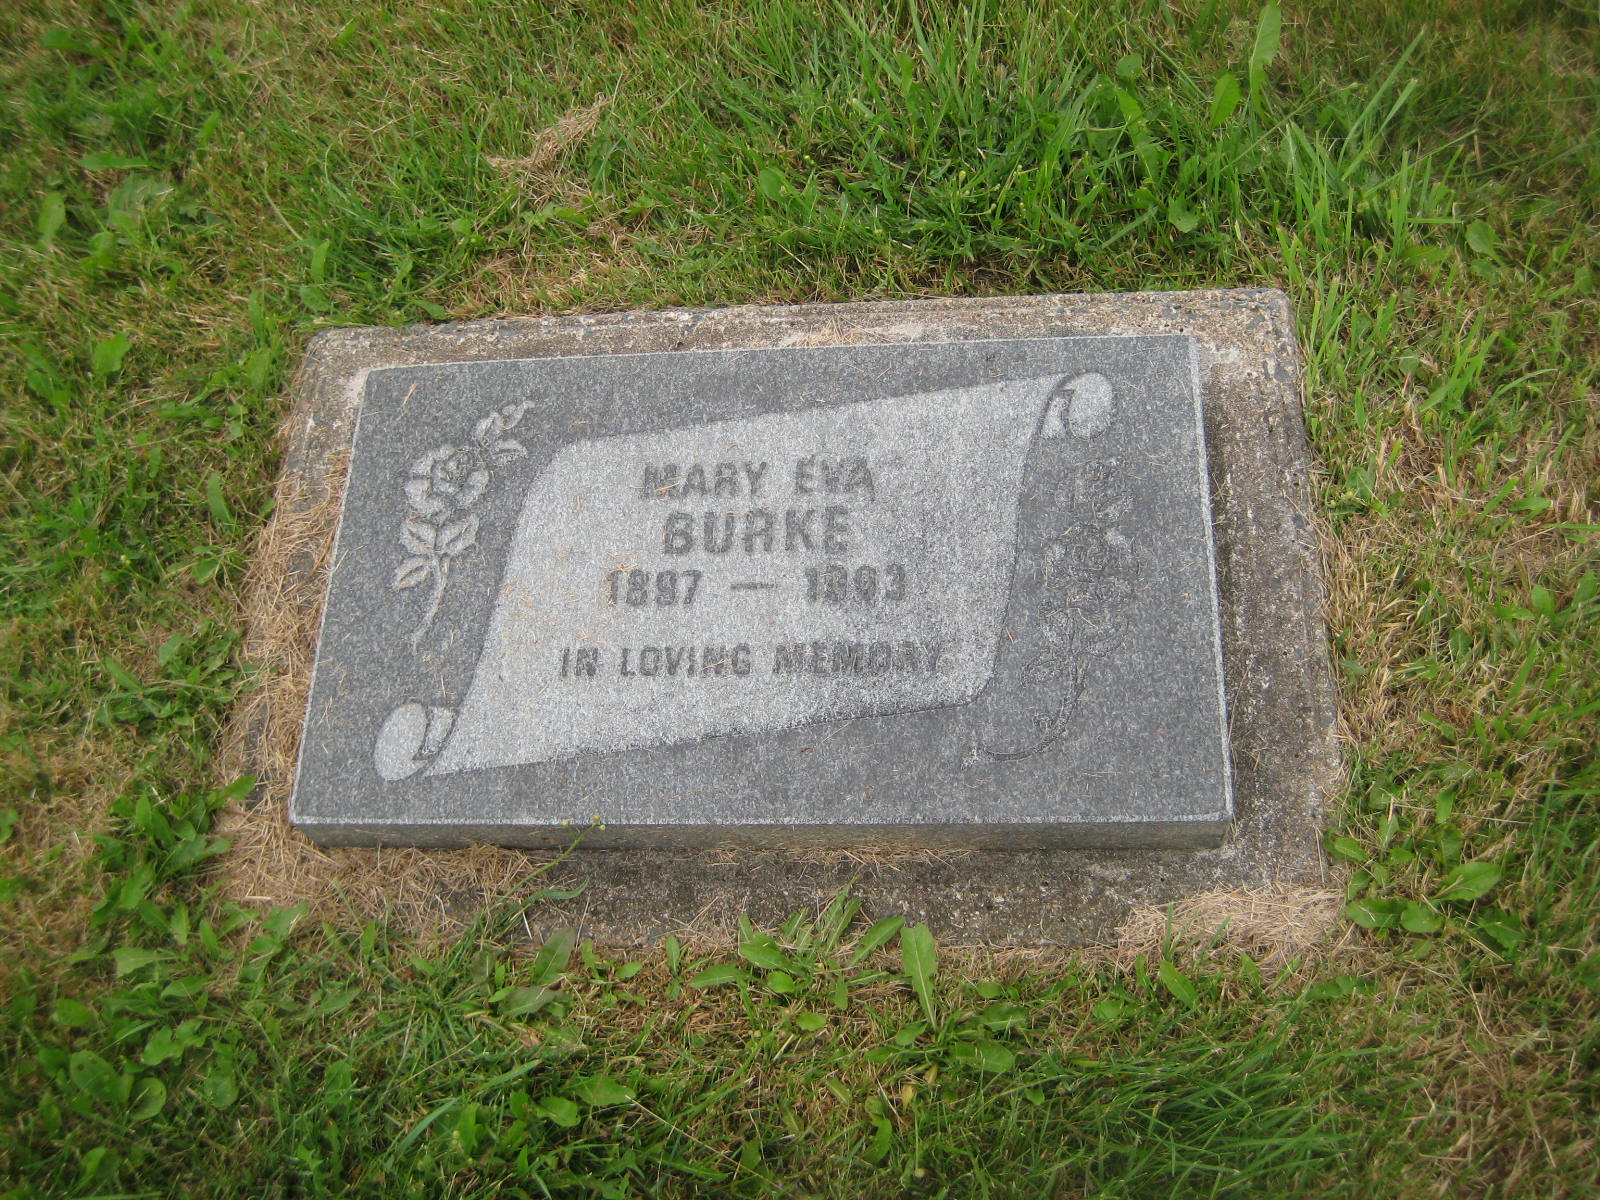 MARY EVA
BURKE
1897 —
IN LOVING MEMORY